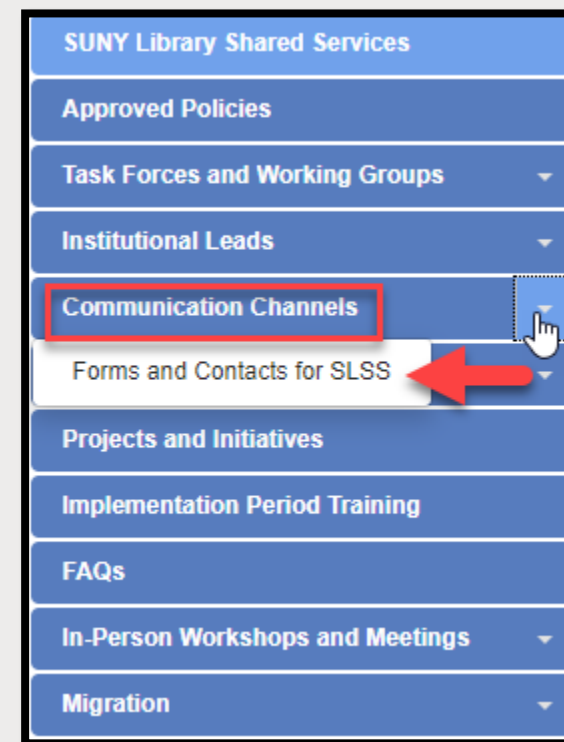 SUNY Library Shared Services
Approved Policies
Task Forces and Working Groups
Institutional Leads
Communication Channels
Forms and Contacts for SLSS
Projects and Initiatives
Implementation Period Training
FAQs
In-Person Workshops and Meetings
Migration